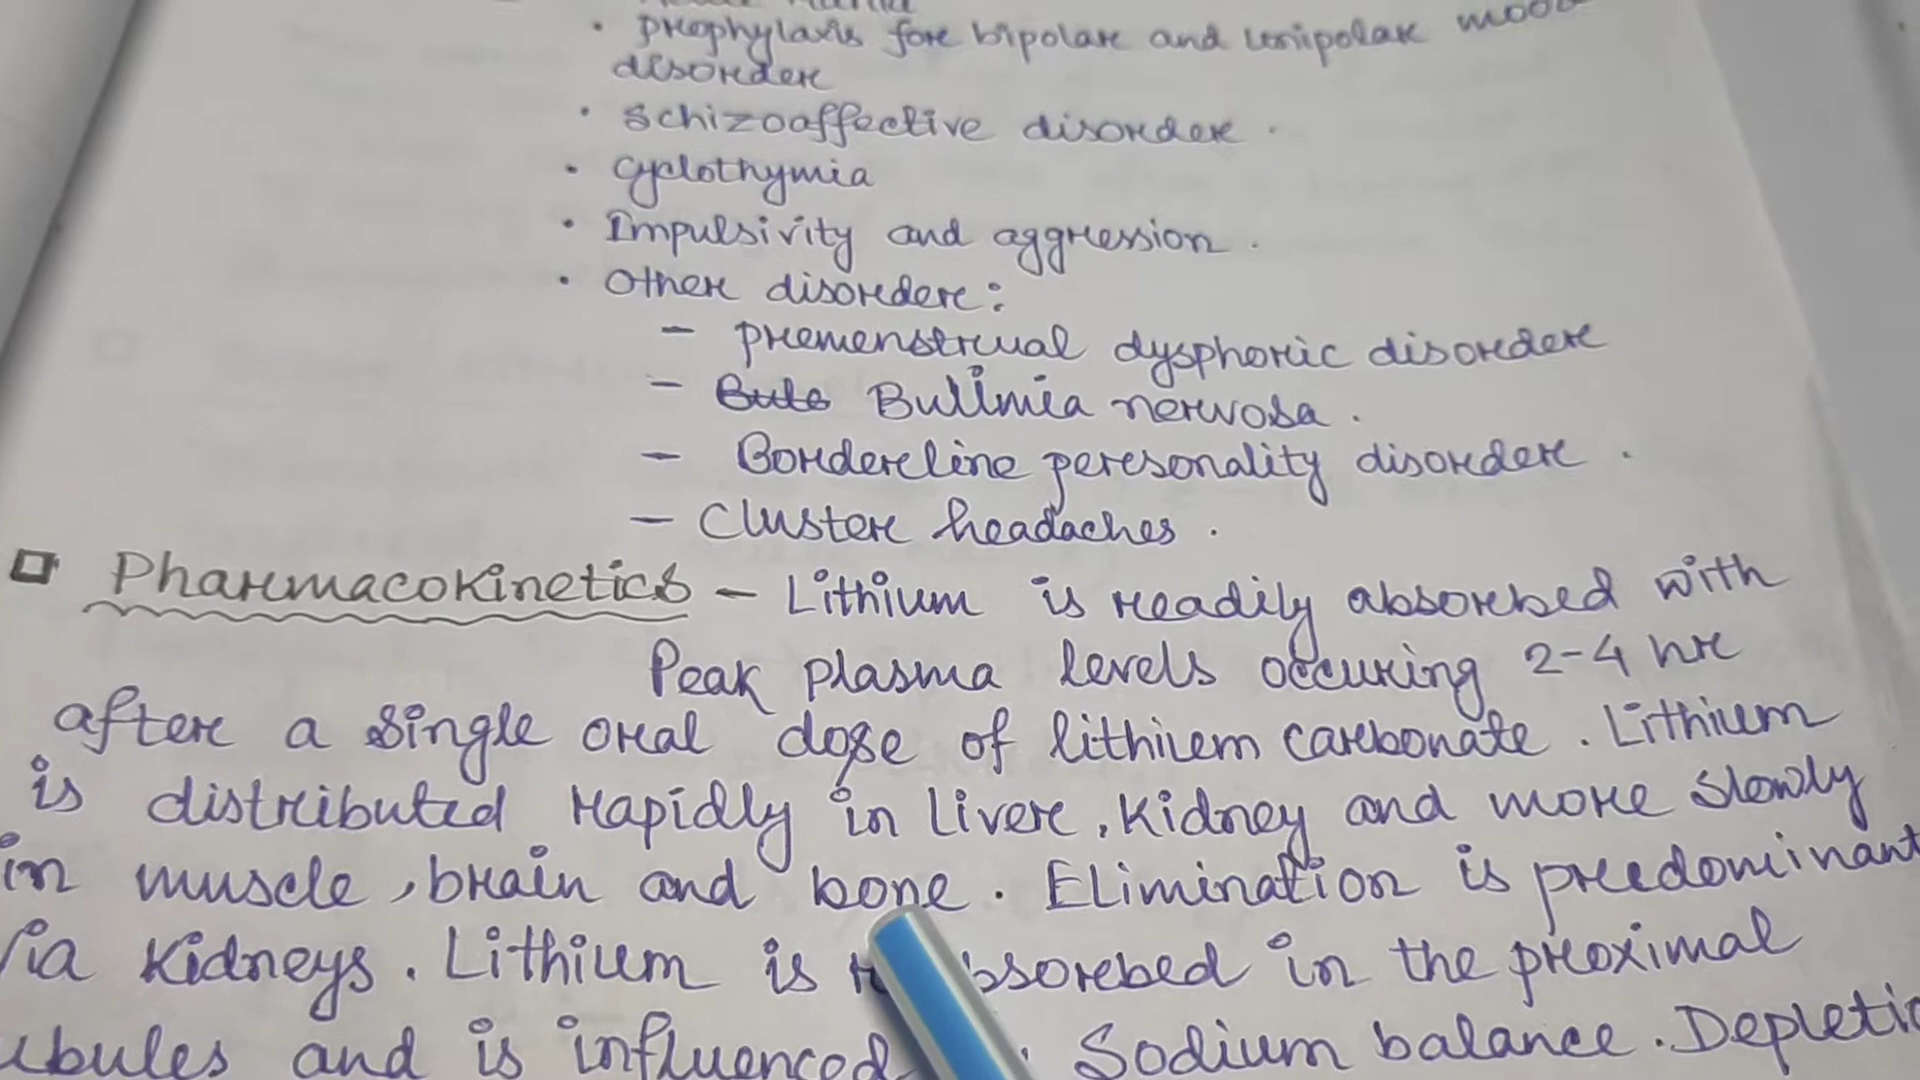 • prophylaxis for bipolar and unipolar mood
disorder
• schizoaffective disorder.
• cyclothymia
• Impulsivity and aggression.
• Other disorder:
– premenstrual dysphoric disorder
– Bulimia nervosa.
– Borderline personality disorder.
– Cluster headaches.
Pharmacokinetics – Lithium is readily absorbed with
Peak plasma levels occuring 2-4 hr
after a single oral dose of lithium carbonate. Lithium
is distributed rapidly in liver, kidney and more slowly
in muscle, brain and bone. Elimination is predominant
via kidneys. Lithium is in the proximal
and is influenced Sodium balance.